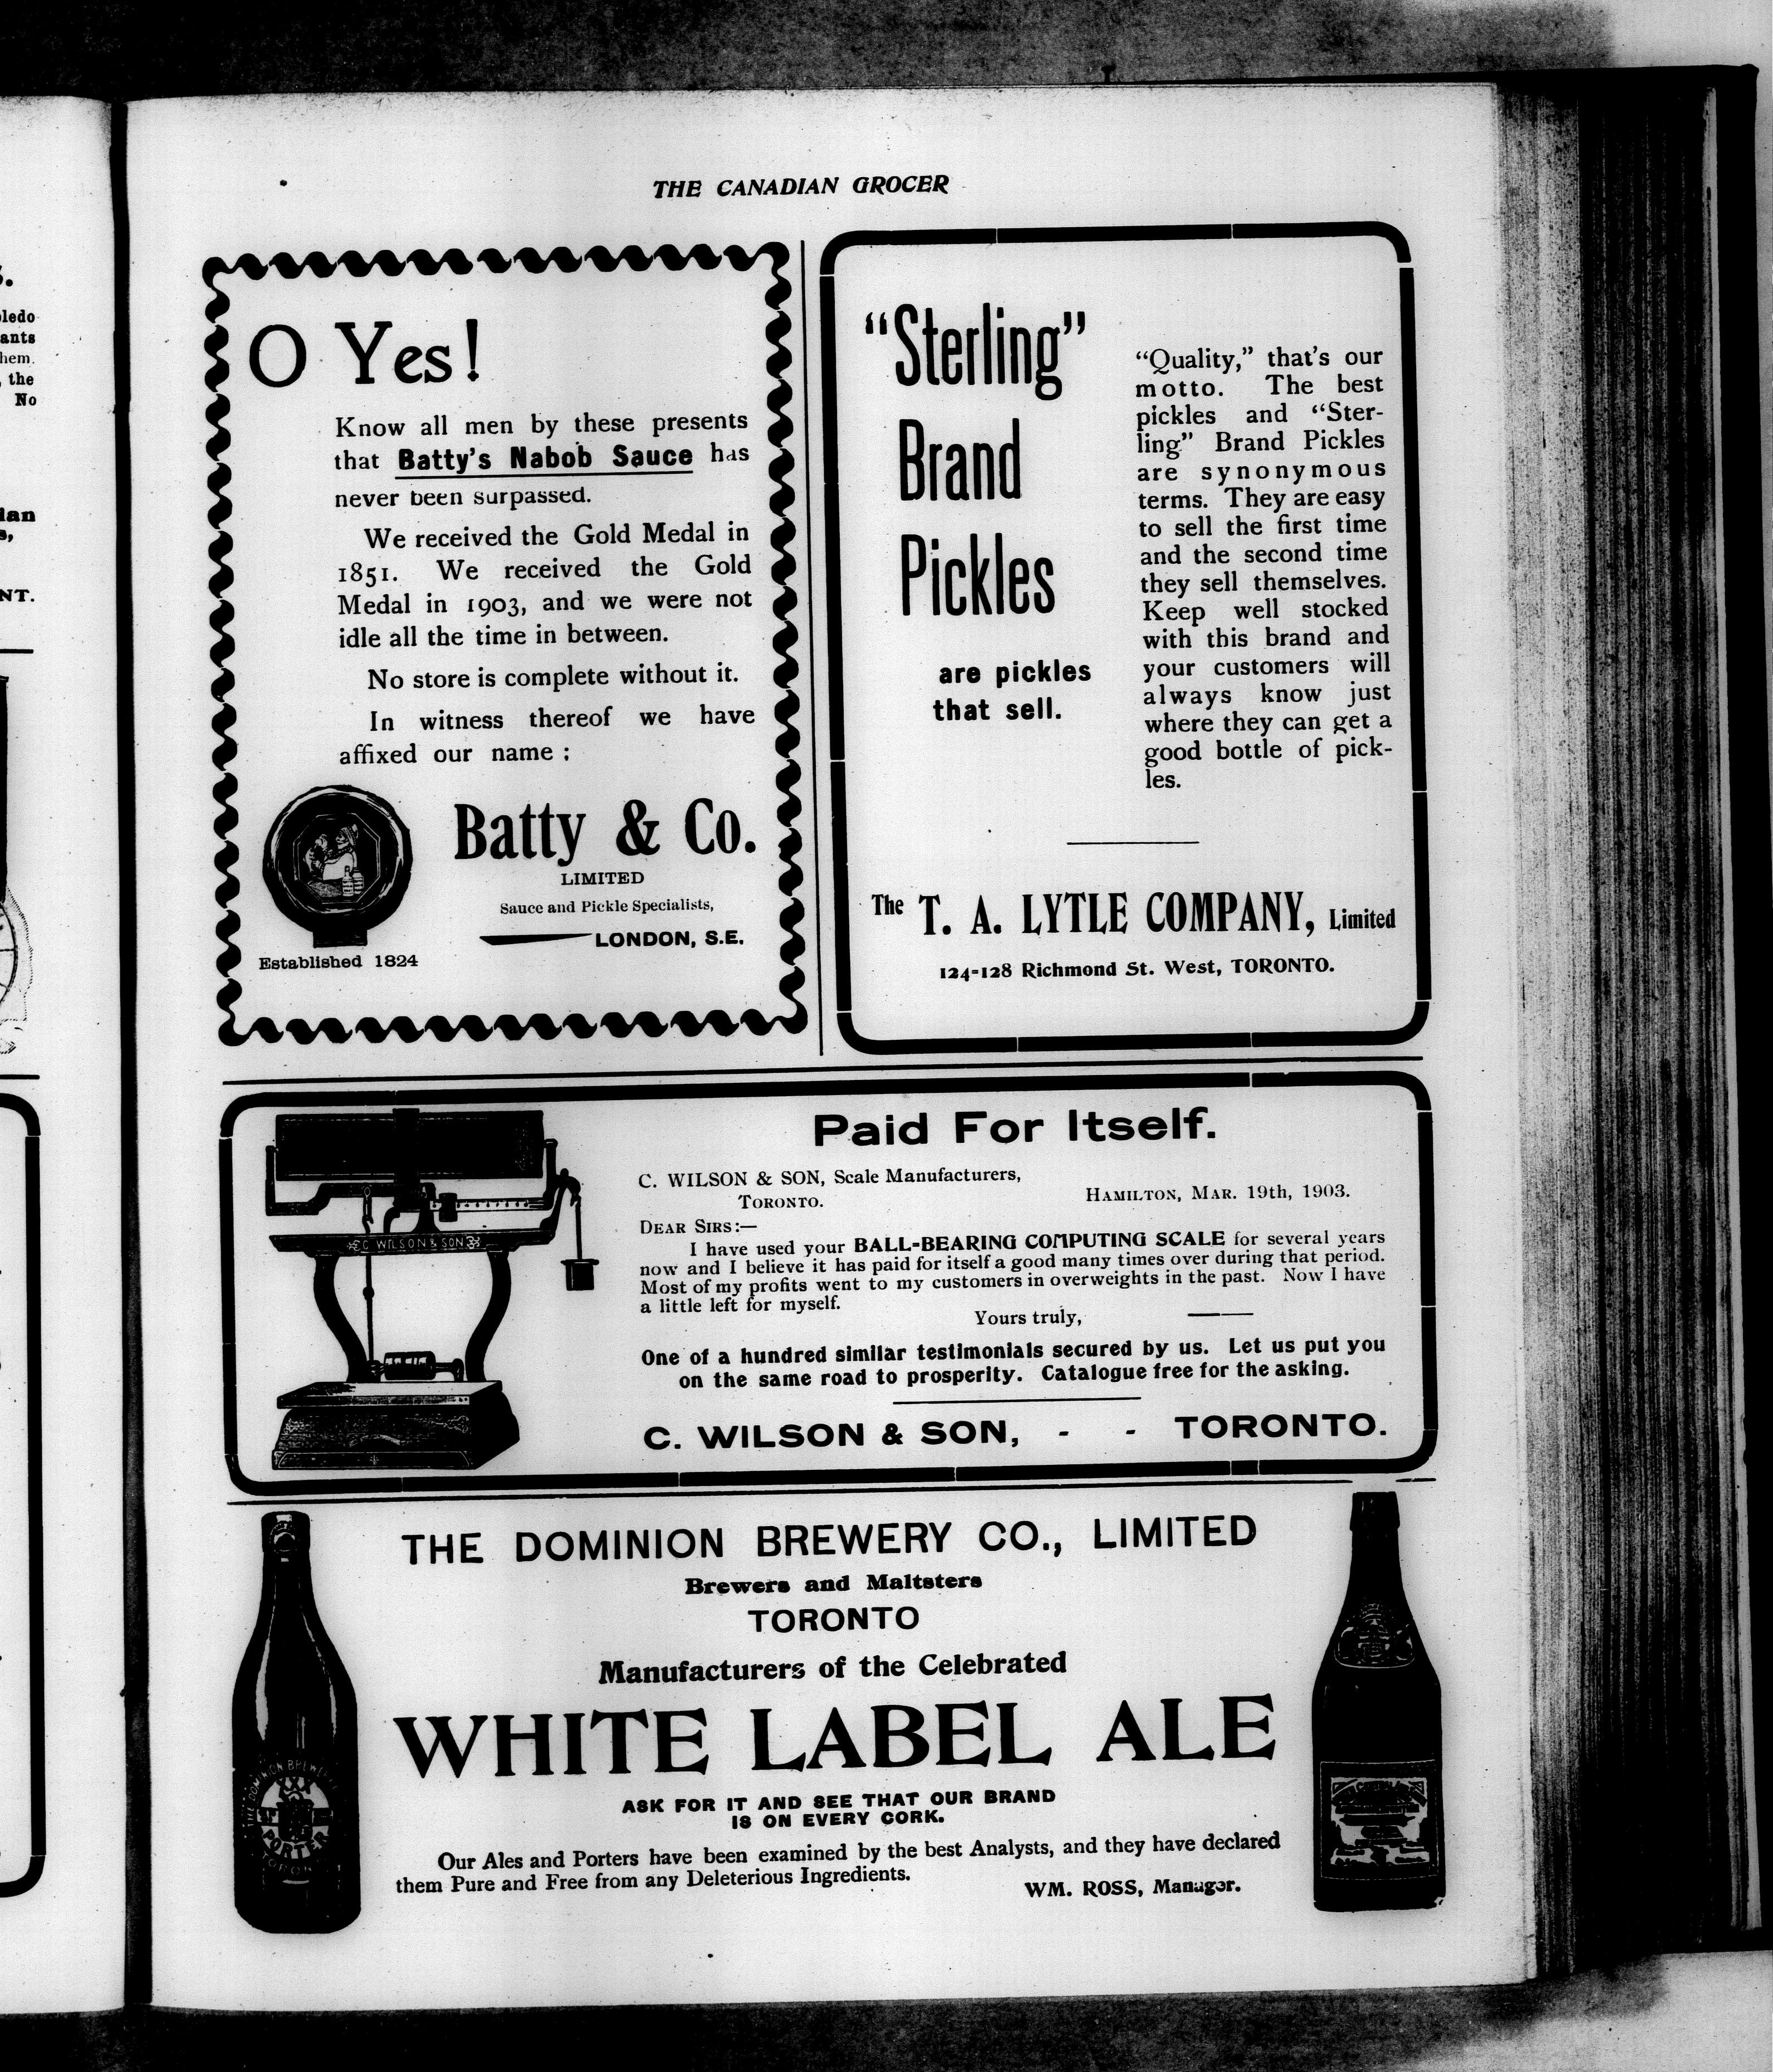 THE CANADIAN GROCER
O Yes!
Know all men by these presents
that Batty's Nabob Sauce has
never been surpassed.
We received the Gold Medal in
1851. We received the Gold
Medal in 1903, and we were not
idle all the time in between.
No store is complete without it.
In witness thereof we have
affixed our name :
Batty & Co.
LIMITED
Sauce and Pickle Specialists,
LONDON, S.E.
Established 1824
"Sterling"
Brand
Pickles
are pickles
that sell.
"Quality," that's our
motto. The best
pickles and "Ster-
ling" Brand Pickles
are synonymous
terms. They are easy
to sell the first time
and the second time
they sell themselves.
Keep well stocked
with this brand and
your customers will
always know just
where they can get a
good bottle of pick-
les.
The T. A. LYTLE COMPANY, Limited
124-128 Richmond St. West, TORONTO.
C. WILSON & SON
Paid For Itself.
C. WILSON & SON, Scale Manufacturers,
TORONTO.
HAMILTON, MAR. 19th, 1903.
DEAR SIRS:—
I have used your BALL-BEARING COMPUTING SCALE for several years
now and I believe it has paid for itself a good many times over during that period.
Most of my profits went to my customers in overweights in the past. Now I have
a little left for myself.
Yours truly, ———
One of a hundred similar testimonials secured by us. Let us put you
on the same road to prosperity. Catalogue free for the asking.
C. WILSON & SON, - - TORONTO.
THE DOMINION BREWERY CO., LIMITED
Brewers and Maltsters
TORONTO
Manufacturers of the Celebrated
WHITE LABEL ALE
ASK FOR IT AND SEE THAT OUR BRAND
IS ON EVERY CORK.
Our Ales and Porters have been examined by the best Analysts, and they have declared
them Pure and Free from any Deleterious Ingredients.
WM. ROSS, Manager.
THE DOMINION BREWERY
XXX
PORTER
TORONTO
ants
the
No
NT.